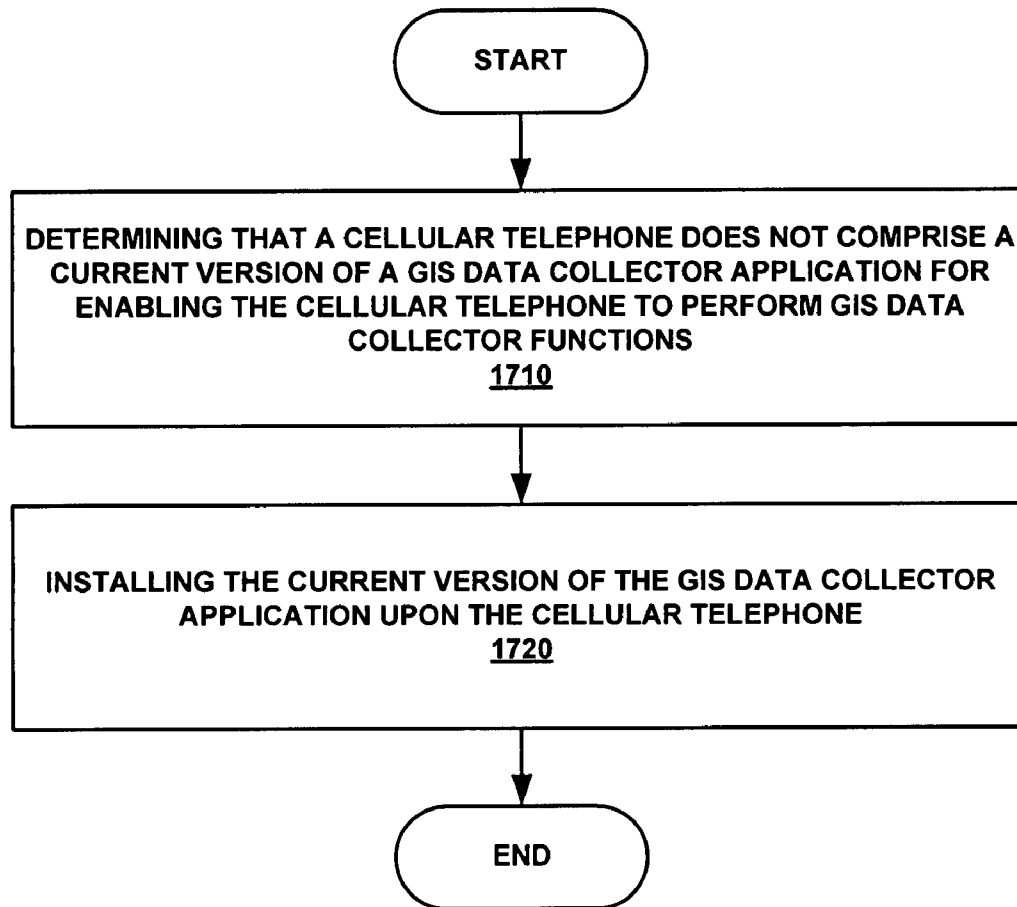 START
DETERMINING THAT A CELLULAR TELEPHONE DOES NOT COMPRISE A
CURRENT VERSION OF A GIS DATA COLLECTOR APPLICATION FOR
ENABLING THE CELLULAR TELEPHONE TO PERFORM GIS DATA
COLLECTOR FUNCTIONS
1710
INSTALLING THE CURRENT VERSION OF THE GIS DATA COLLECTOR
APPLICATION UPON THE CELLULAR TELEPHONE
1720
END